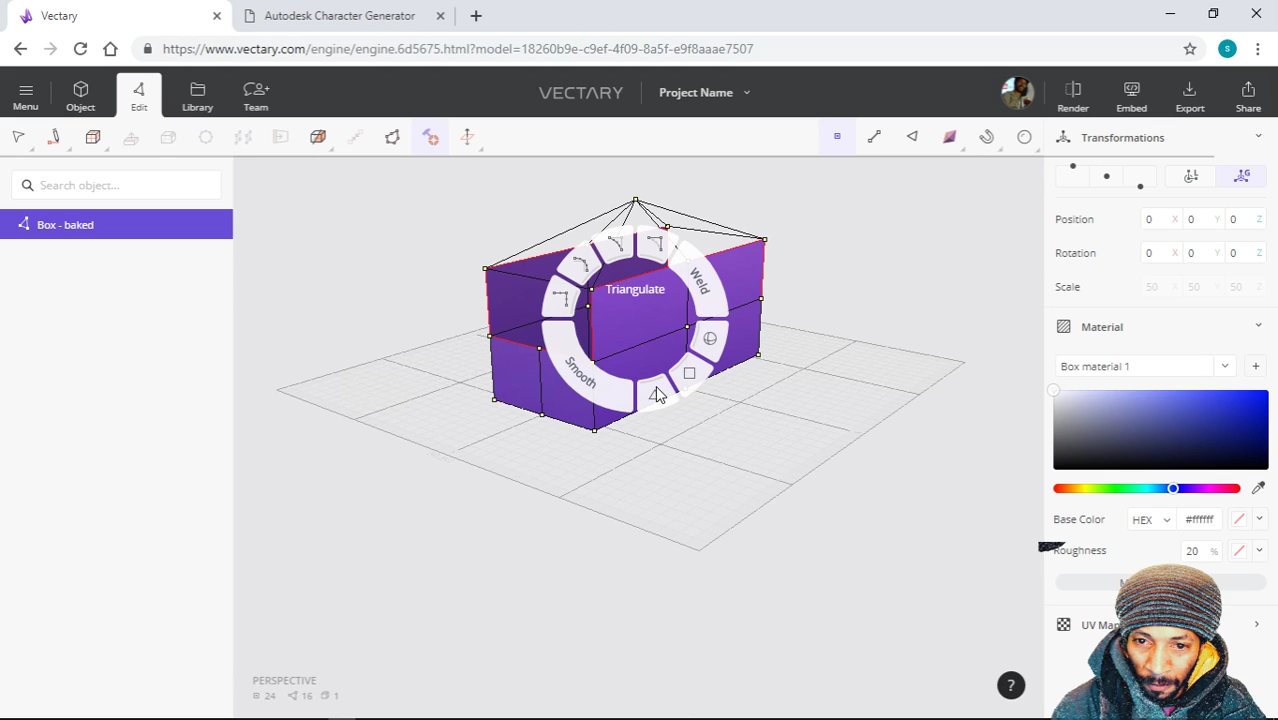 Vectary
Autodesk Character Generator
https://www.vectary.com/engine/engine.6d5675.html?model=18260b9e-c9ef-4f09-8a5f-e9f8aaae7507
S
Menu
Object
Edit
Library
Team
VECTARY
Project Name
Render
Embed
Export
Share
Transformations
Search object...
Box - baked
Position 0 X 0 Y 0 Z
Rotation 0 X 0 Y 0 Z
Scale 50 X 50 Y 50 Z
Weld
Triangulate
Smooth
Material
Box material 1
Base Color HEX #ffffff
Roughness 20 %
UV Map
PERSPECTIVE
24 16 1
?